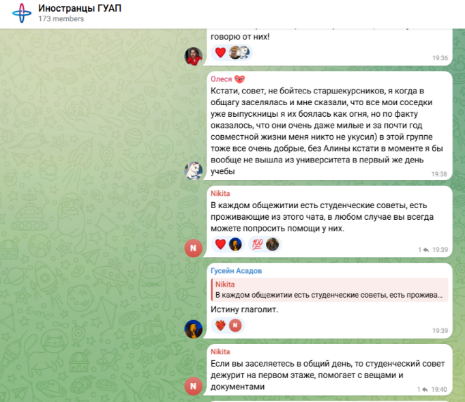 Иностранцы ГУАП
173 members
говорю от них!
19:36
Олеся
Кстати, совет, не бойтесь старшекурсников, я когда в
общагу заселялась и мне сказали, что все мои соседки
уже выпускницы я их боялась как огня, но по факту
оказалось, что они очень даже милые и за почти год
совместной жизни меня никто не укусил) в этой группе
тоже все очень добрые, без Алины кстати в моменте я бы
вообще не вышла из университета в первый же день
учебы
19:38
Nikita
В каждом общежитии есть студенческие советы, есть
проживающие из этого чата, в любом случае вы всегда
можете попросить помощи у них.
100
1
19:39
N
Гусейн Асадов
Nikita
В каждом общежитии есть студенческие советы, есть прожива...
Истину глаголит.
N
19:39
Nikita
Если вы заселяетесь в общий день, то студенческий совет
дежурит на первом этаже, помогает с вещами и
документами
1
19:40
N